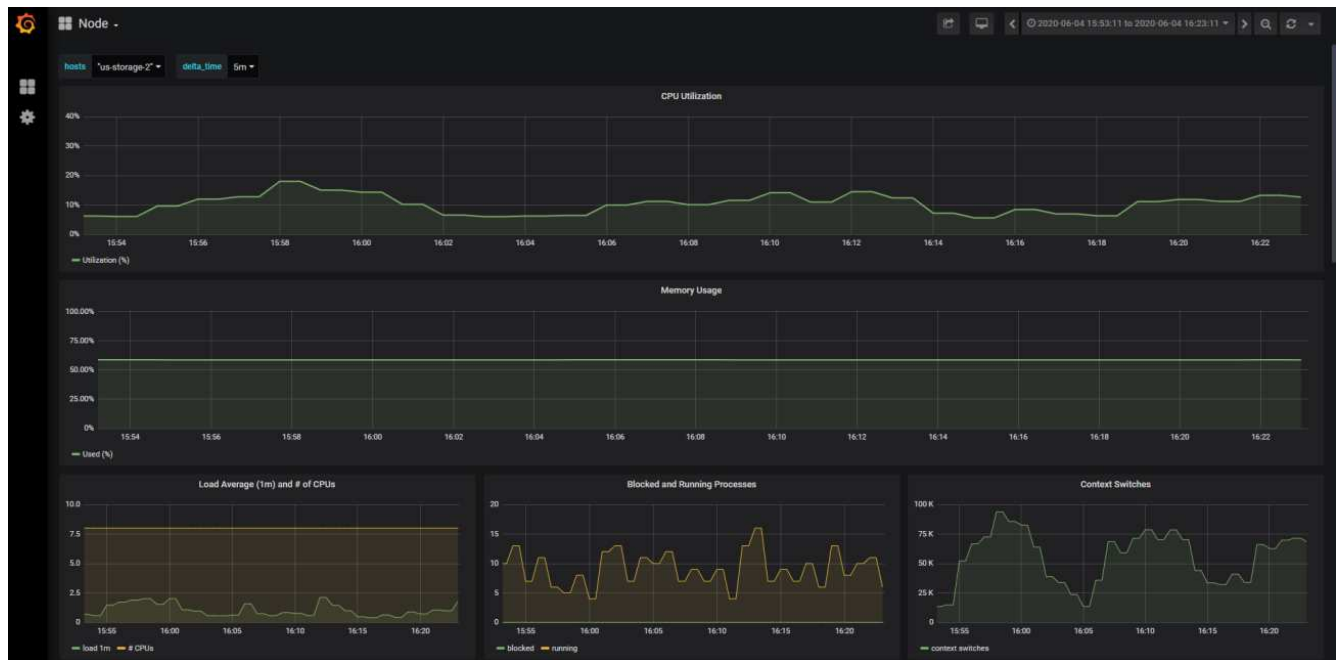 Node
2020-06-04 15:53:11 to 2020-06-04 16:23:11
hosts "us-storage-2" delta_time 5m
CPU Utilization
40%
30%
20%
10%
0%
15:54 15:56 15:58 16:00 16:02 16:04 16:06 16:08 16:10 16:12 16:14 16:16 16:18 16:20 16:22
Utilization (%)
Memory Usage
100.00%
75.00%
50.00%
25.00%
0%
15:54 15:56 15:58 16:00 16:02 16:04 16:06 16:08 16:10 16:12 16:14 16:16 16:18 16:20 16:22
Used (%)
Load Average (1m) and # of CPUs
10.0
7.5
5.0
2.5
0
15:55 16:00 16:05 16:10 16:15 16:20
load 1m # CPUs
Blocked and Running Processes
20
15
10
5
0
15:55 16:00 16:05 16:10 16:15 16:20
blocked running
Context Switches
100 K
75 K
50 K
25 K
0
15:55 16:00 16:05 16:10 16:15 16:20
context switches